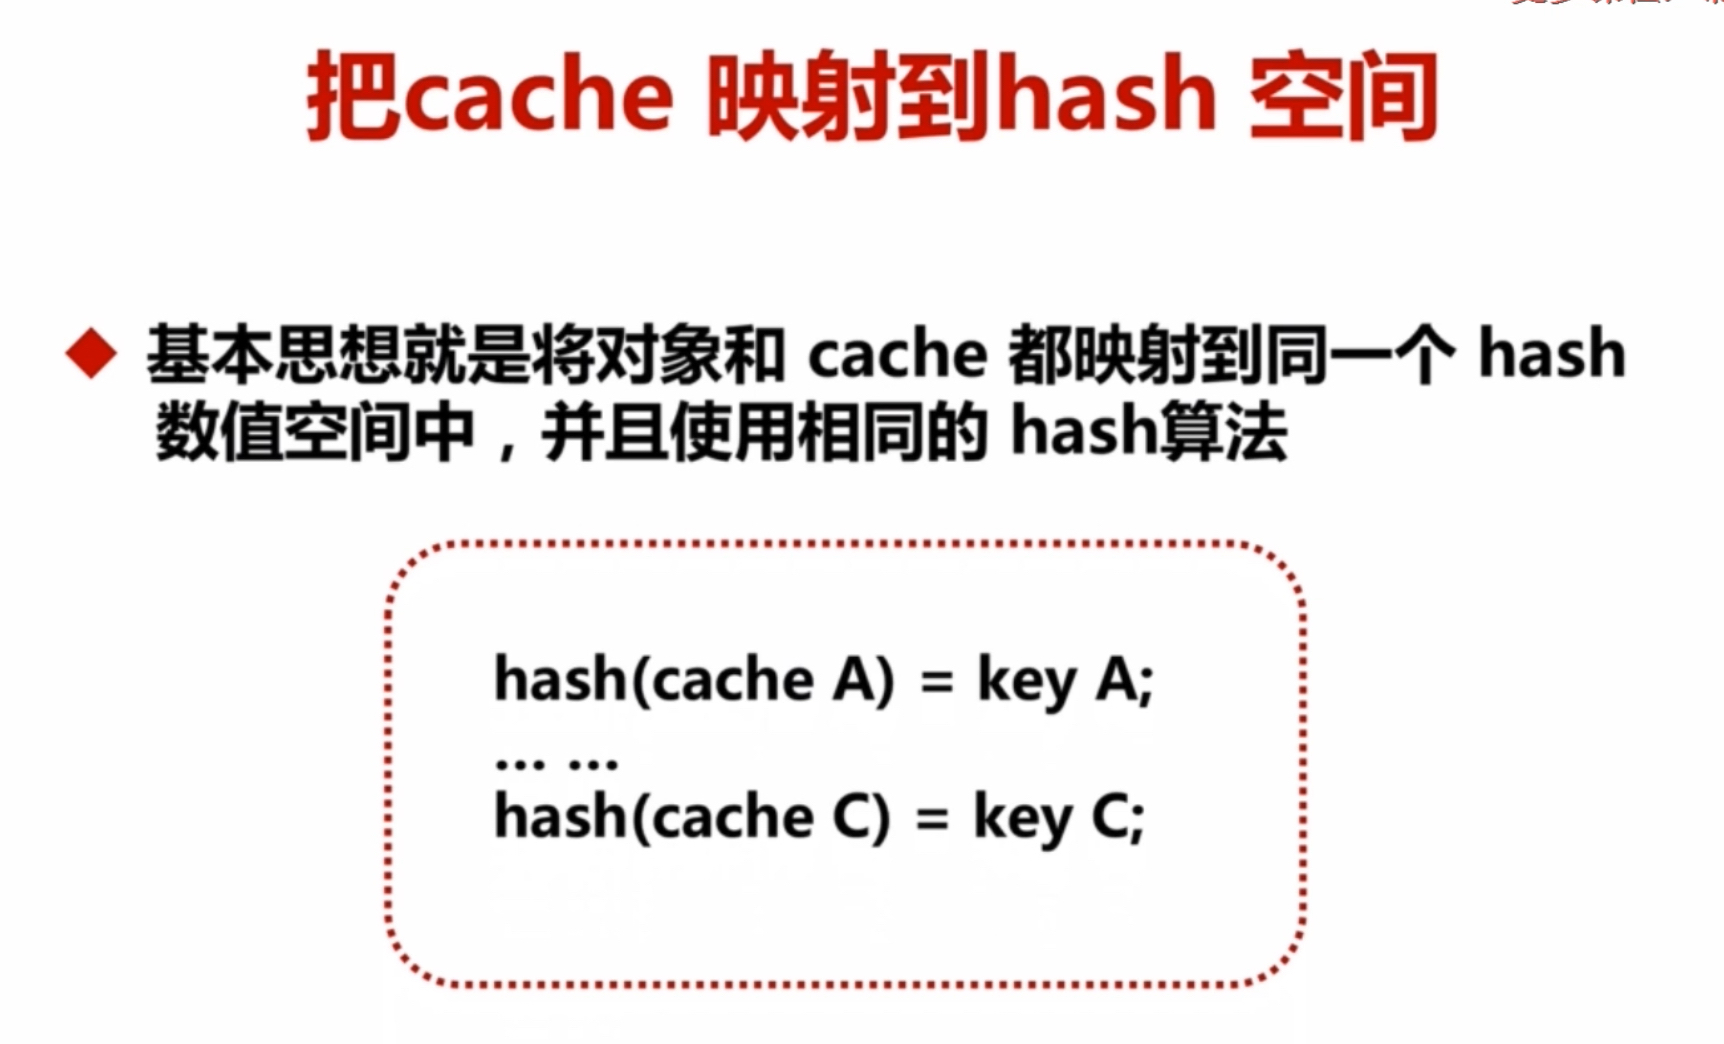 把cache 映射到hash 空间
基本思想就是将对象和 cache 都映射到同一个 hash
数值空间中，并且使用相同的 hash算法
hash(cache A) = key A;
... ...
hash(cache C) = key C;